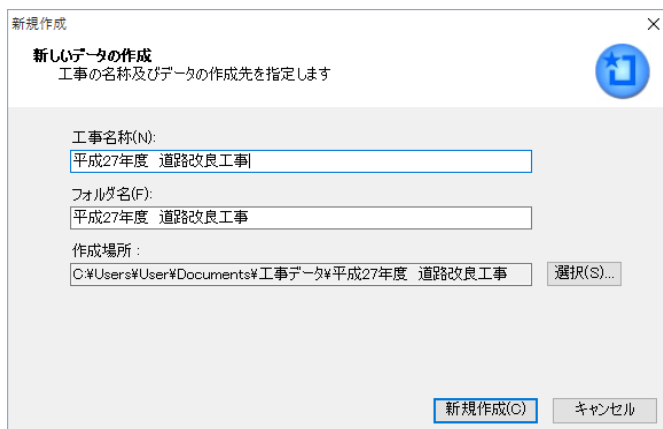 新規作成
新しいデータの作成
工事の名称及びデータの作成先を指定します
工事名称(N):
平成27年度　道路改良工事
フォルダ名(F):
平成27年度　道路改良工事
作成場所 :
C:¥Users¥User¥Documents¥工事データ¥平成27年度　道路改良工事
選択(S)...
新規作成(C)
キャンセル